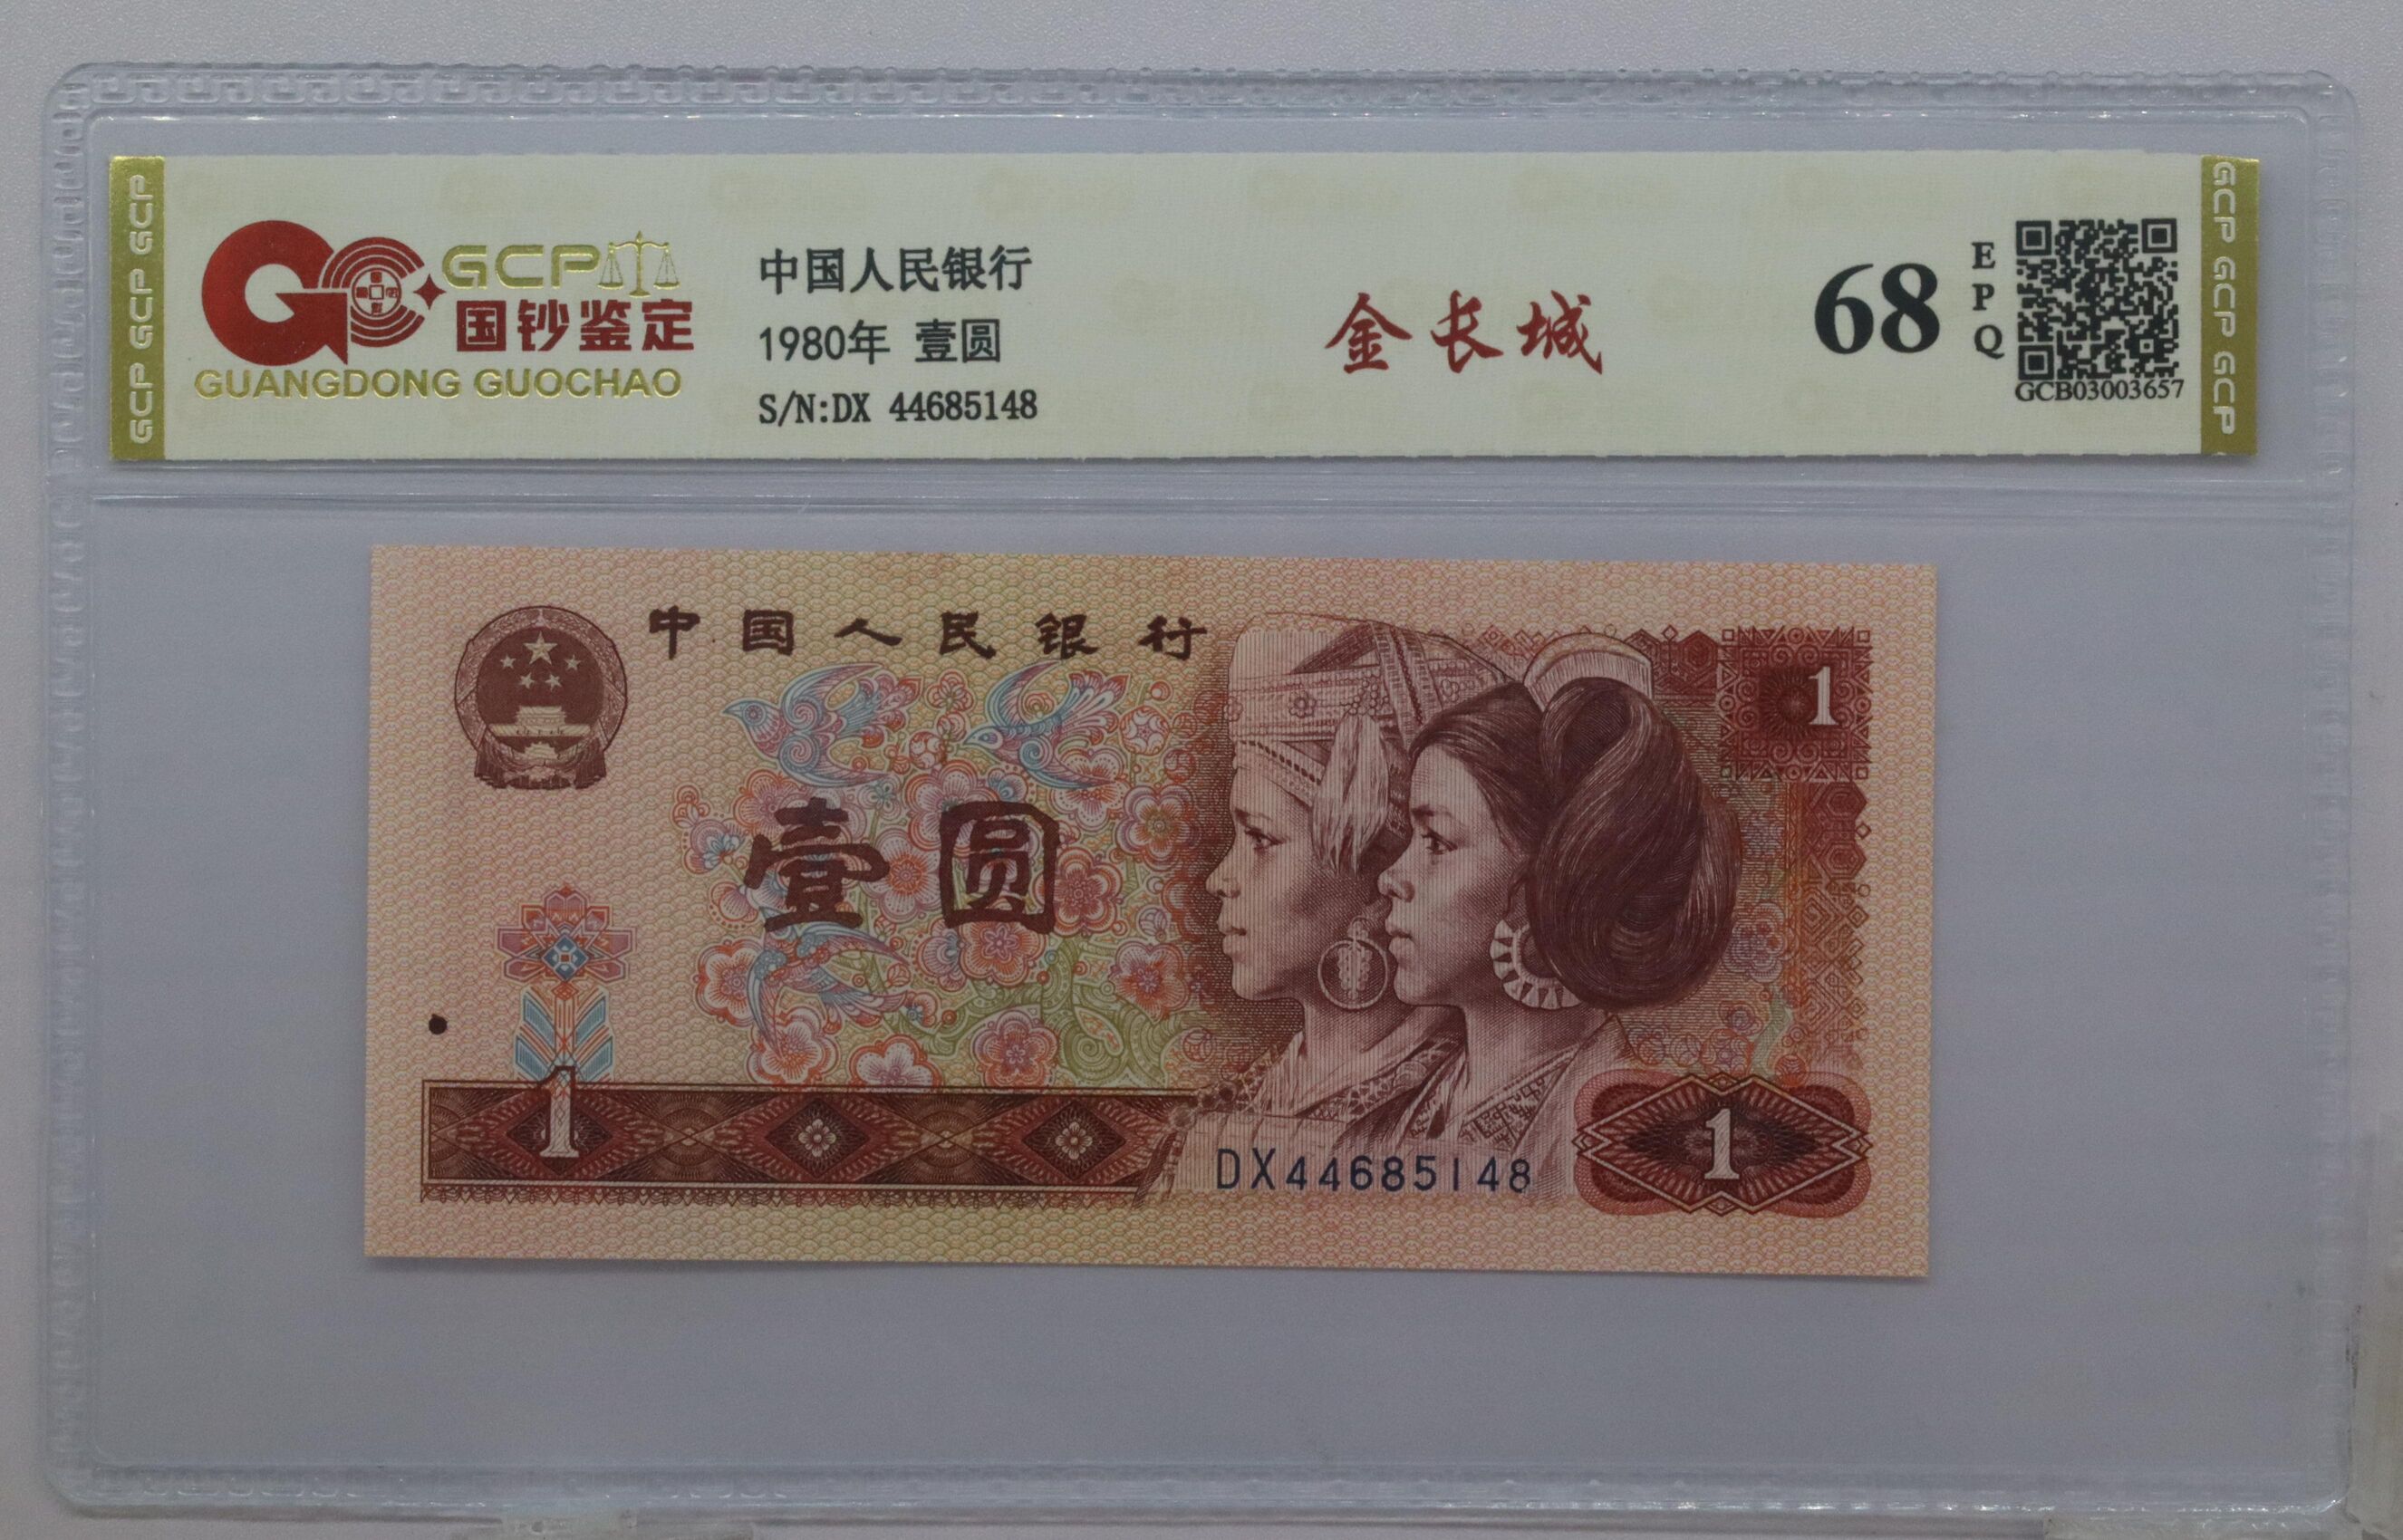 GCP GCP GCP
GCP
国钞鉴定
GUANGDONG GUOCHAO
中国人民银行
1980年 壹圆
S/N:DX 44685148
金长城
68
EPQ
GCB03003657
GCP GCP GCP
中国人民银行
1
壹圆
1
DX44685148
1